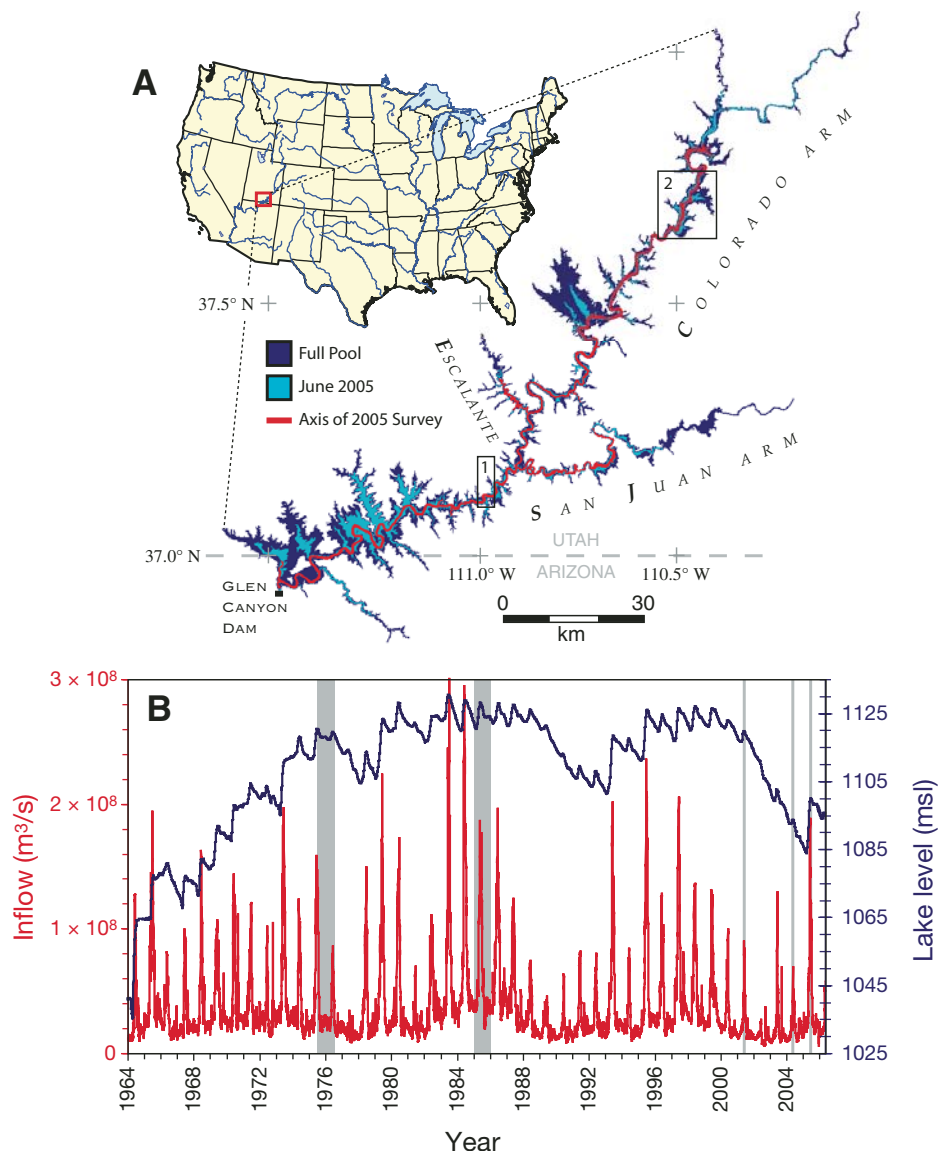 A
2
COLORADO ARM
37.5° N
Full Pool
June 2005
Axis of 2005 Survey
ESCALANTE
1
SAN JUAN ARM
UTAH
37.0° N
111.0° W
110.5° W
ARIZONA
GLEN
CANYON
DAM
0 30
km
B
3 × 10⁸
2 × 10⁸
1 × 10⁸
0
Inflow (m³/s)
1125
1105
1085
1065
1045
1025
Lake level (msl)
1964 1968 1972 1976 1980 1984 1988 1992 1996 2000 2004
Year